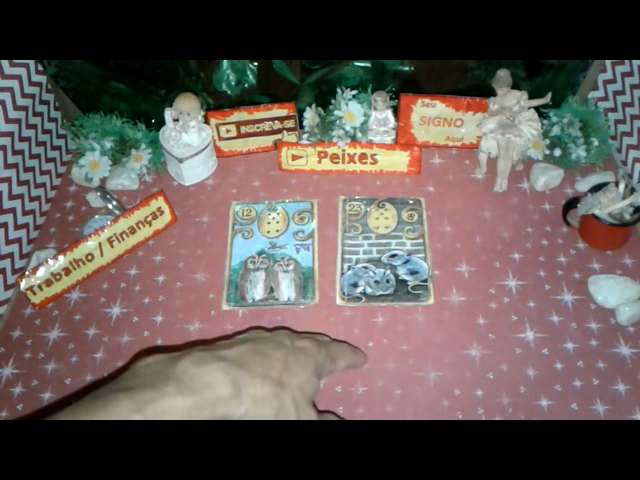 INSCREVA-SE
Seu
SIGNO
Aqui
Peixes
Trabalho / Finanças
12
23